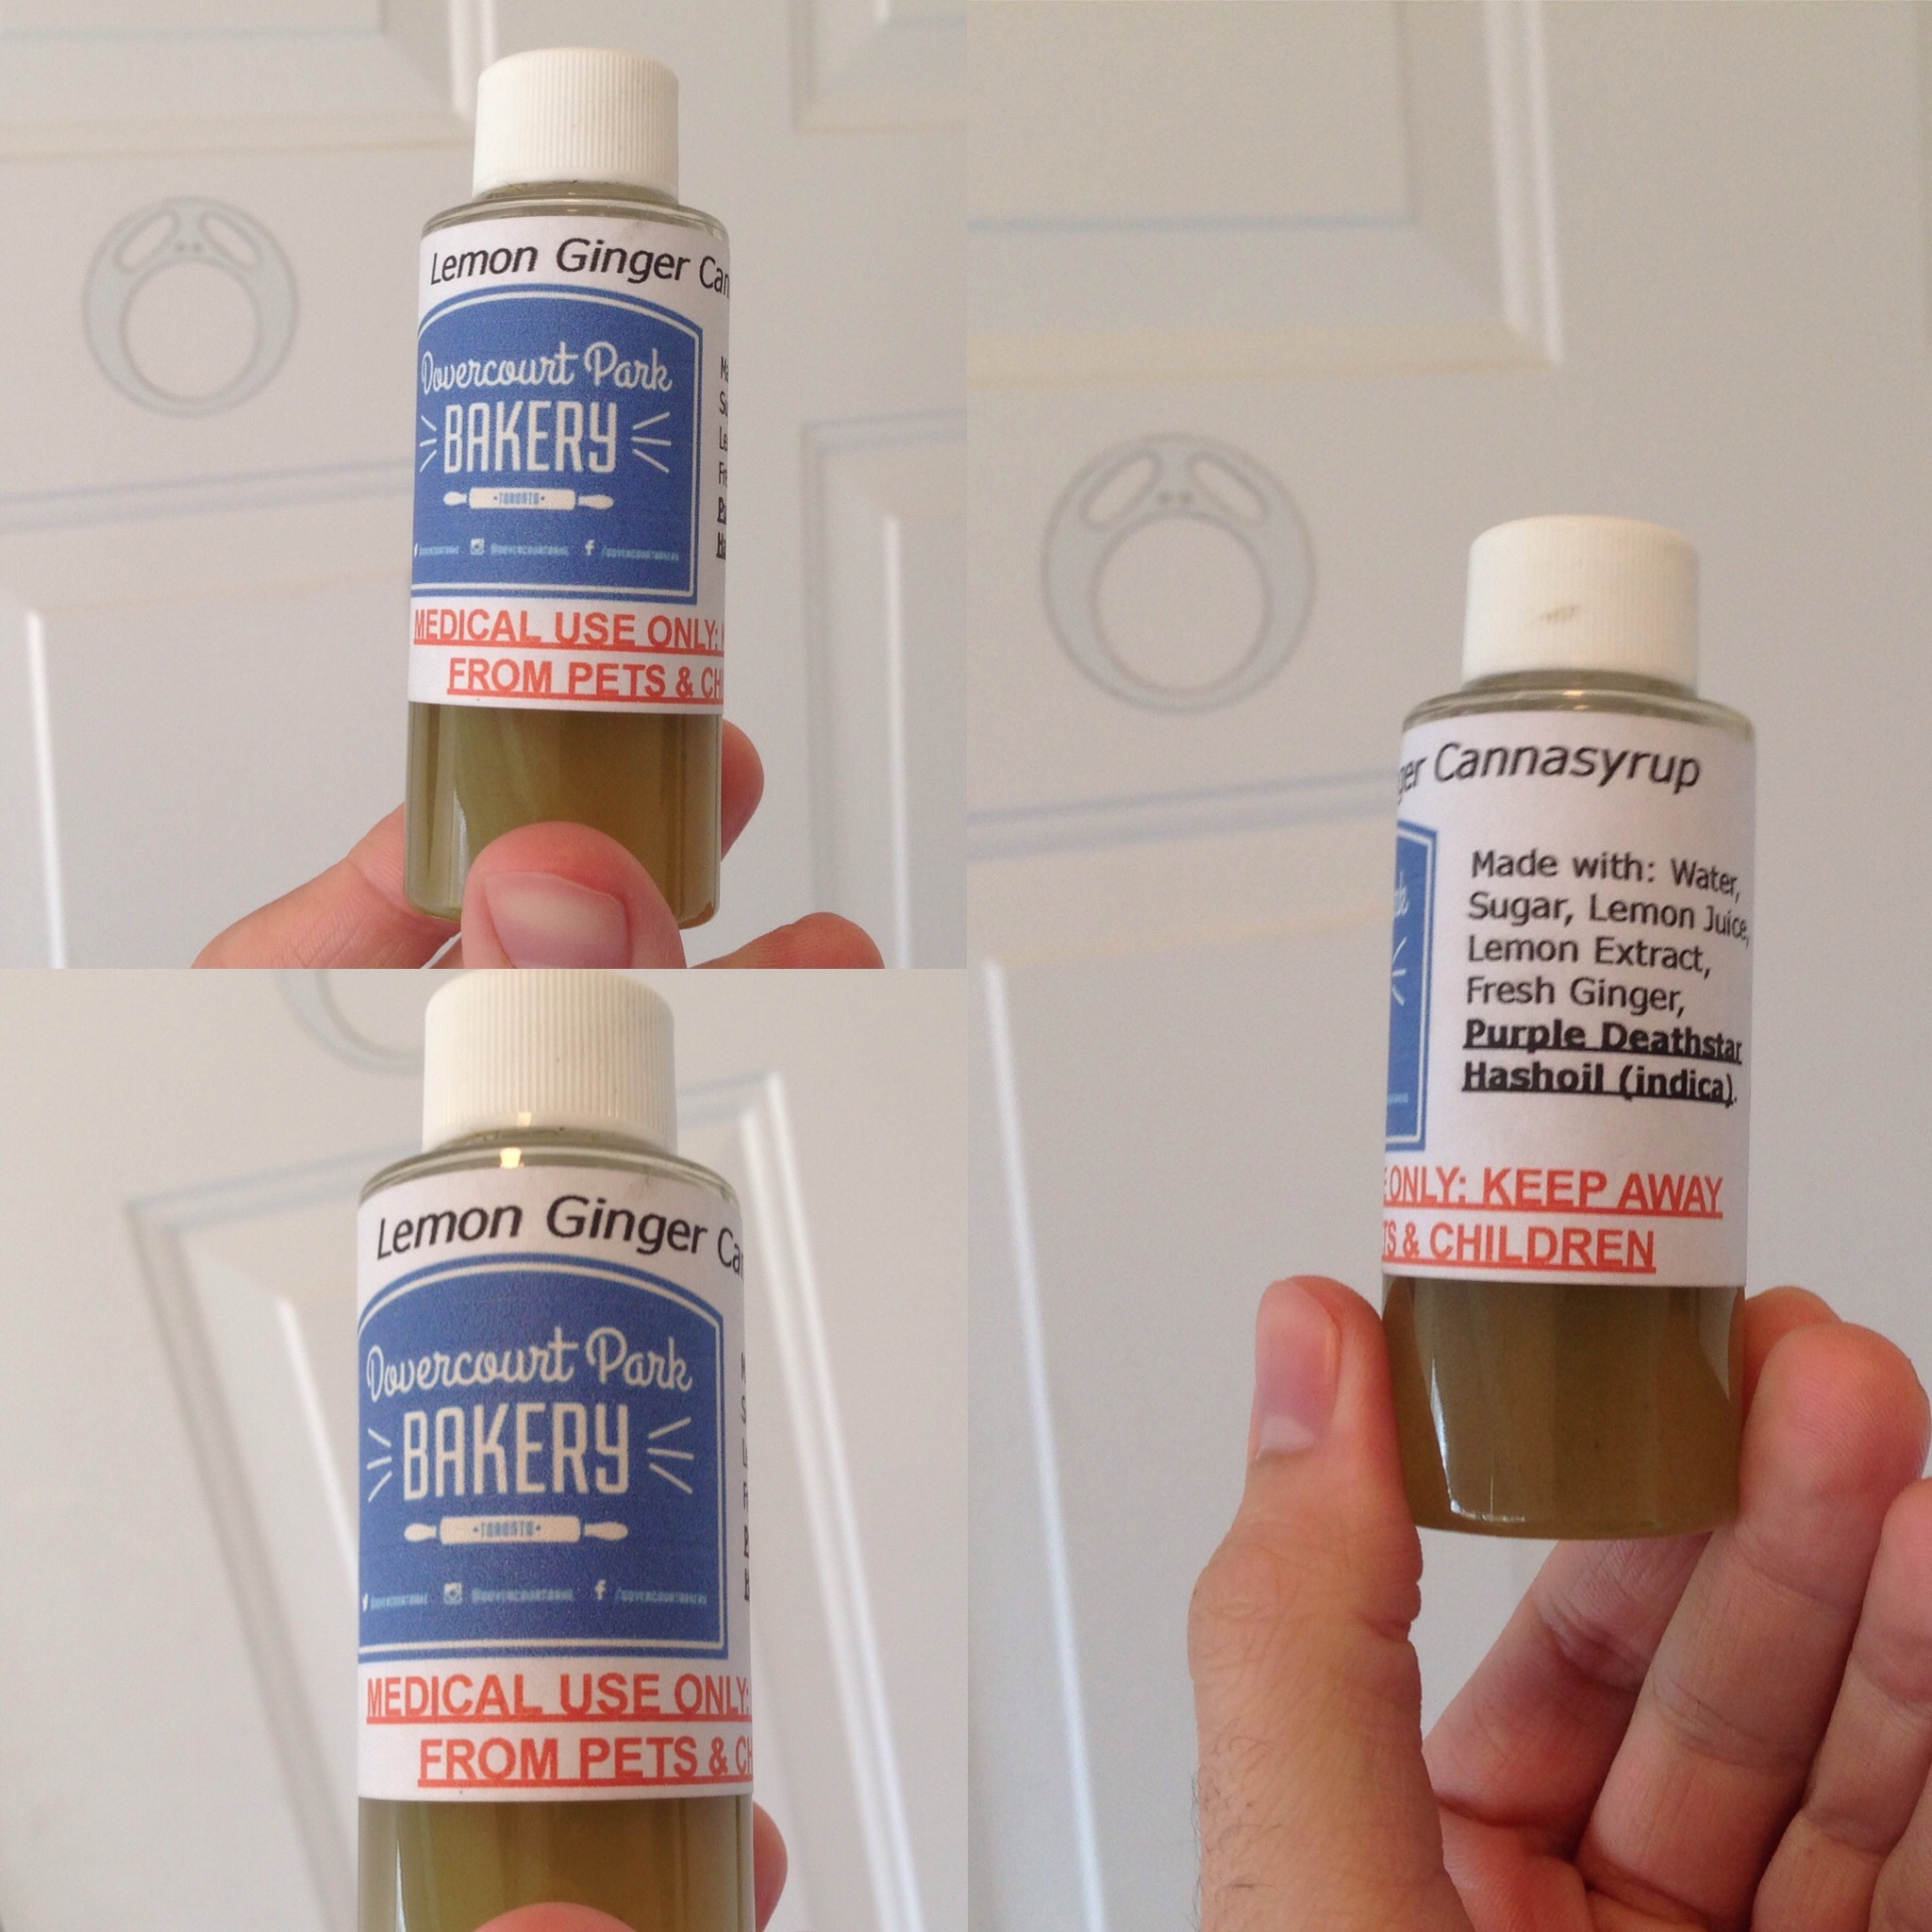 Lemon Ginger Can
Dovercourt Park
BAKERY
•TORONTO•
MEDICAL USE ONLY:
FROM PETS & CH
Lemon Ginger Ca
Dovercourt Park
BAKERY
•TORONTO•
MEDICAL USE ONLY:
FROM PETS & CH
ger Cannasyrup
Made with: Water,
Sugar, Lemon Juice,
Lemon Extract,
Fresh Ginger,
Purple Deathstar
Hashoil (indica).
ONLY: KEEP AWAY
TS & CHILDREN